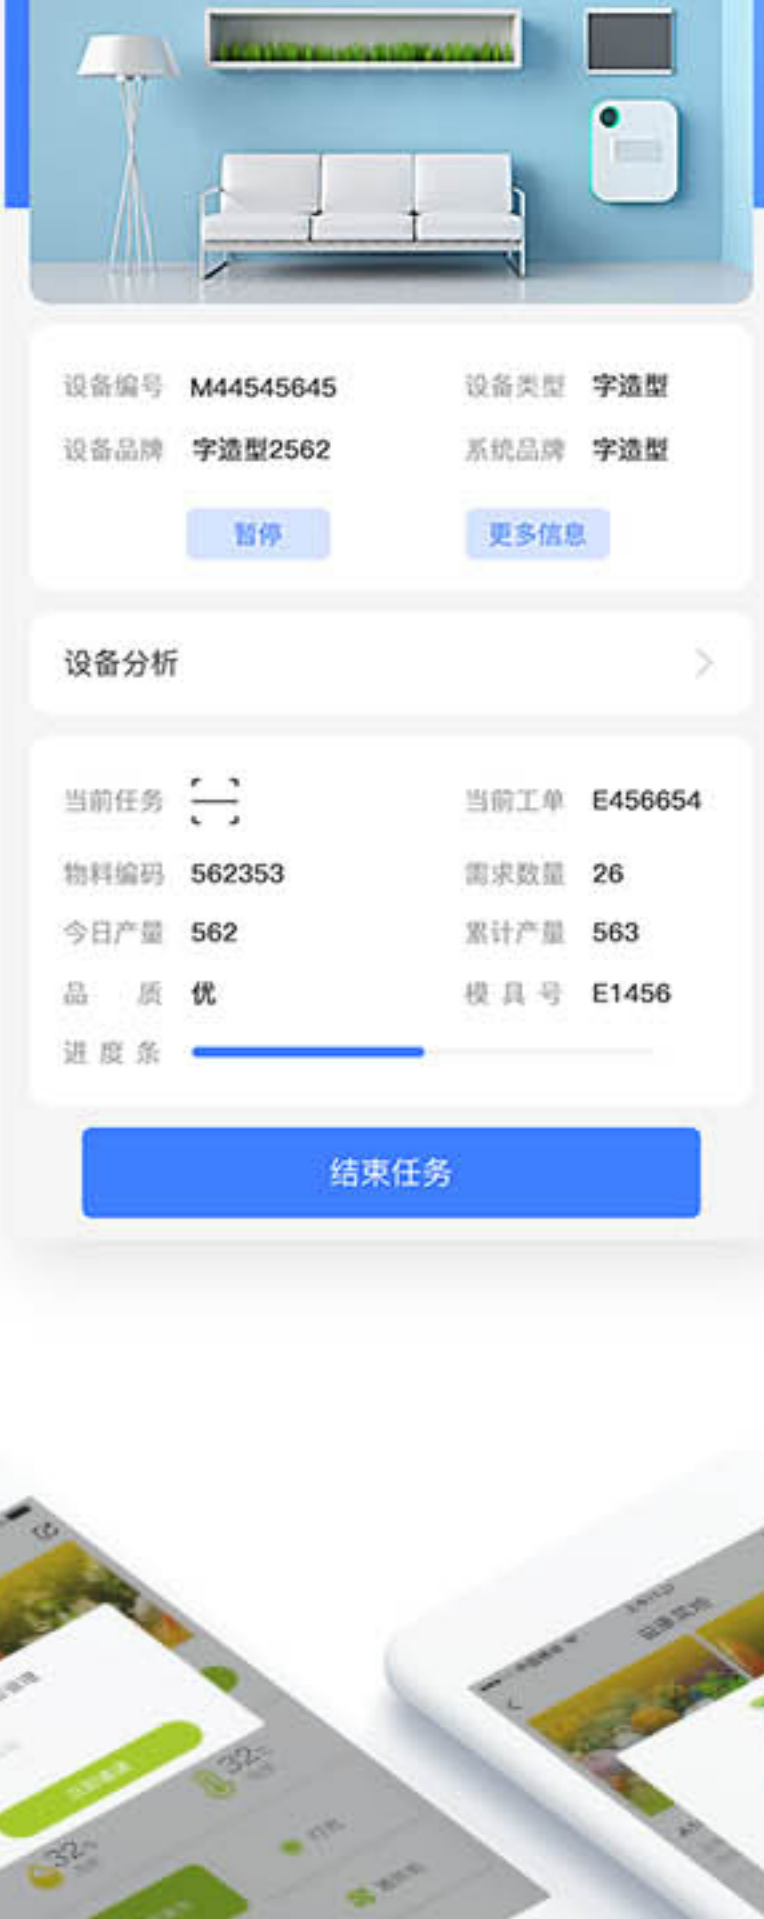 设备编号 M44545645 设备类型 字造型
设备品牌 字造型2562 系统品牌 字造型
暂停 更多信息
设备分析
当前任务 当前工单 E456654
物料编码 562353 需求数量 26
今日产量 562 累计产量 563
品 质 优 模 具 号 E1456
进 度 条
结束任务
32
32